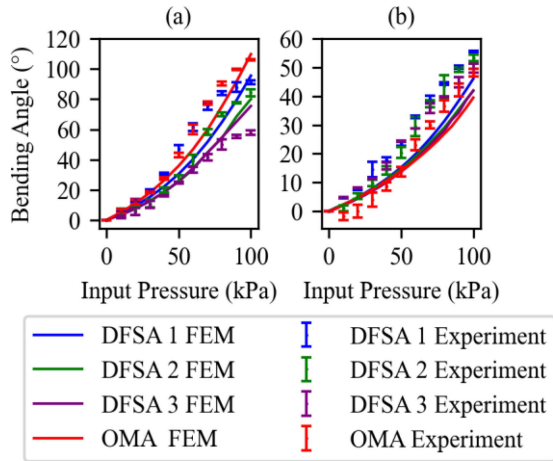 (a) (b)
Bending Angle (°)
120
100
80
60
40
20
0
60
50
40
30
20
10
0
0 50 100 0 50 100
Input Pressure (kPa) Input Pressure (kPa)
DFSA 1 FEM DFSA 1 Experiment
DFSA 2 FEM DFSA 2 Experiment
DFSA 3 FEM DFSA 3 Experiment
OMA FEM OMA Experiment